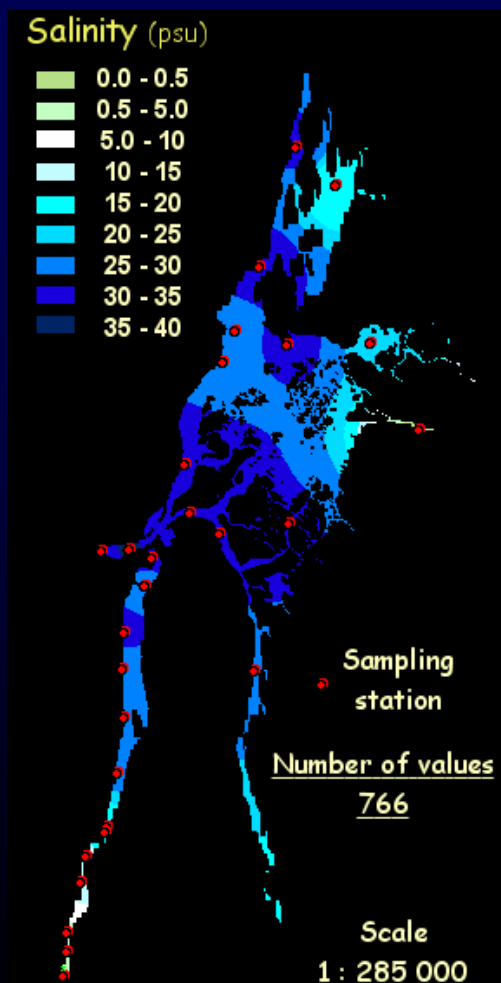 Salinity (psu)
0.0 - 0.5
0.5 - 5.0
5.0 - 10
10 - 15
15 - 20
20 - 25
25 - 30
30 - 35
35 - 40
Sampling
station
Number of values
766
Scale
1 : 285 000